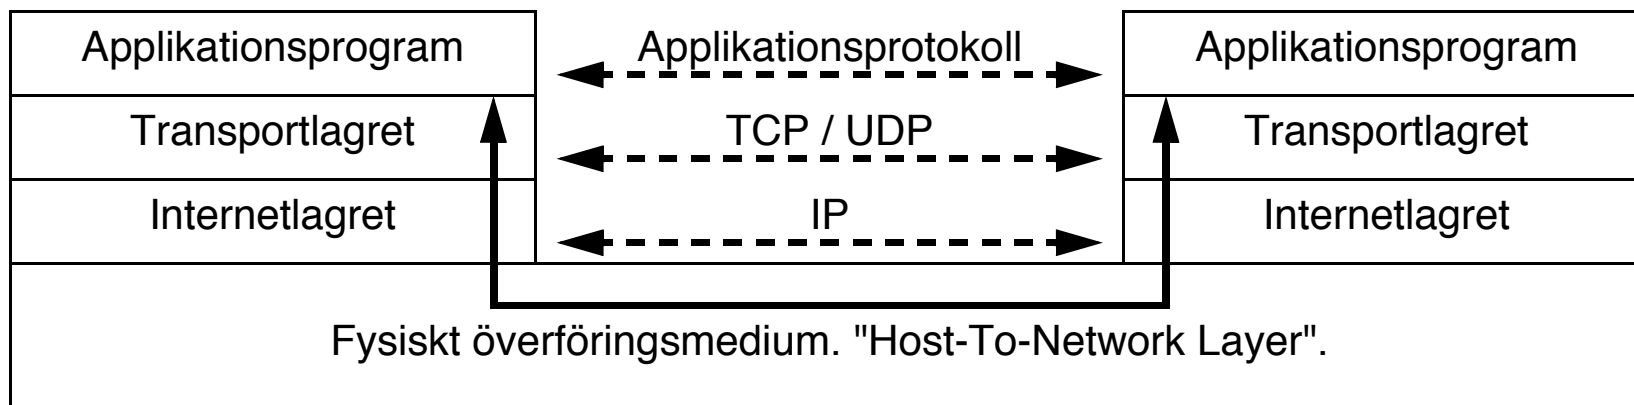 Applikationsprogram
Applikationsprotokoll
Applikationsprogram
Transportlagret
TCP / UDP
Transportlagret
Internetlagret
IP
Internetlagret
Fysiskt överföringsmedium. "Host-To-Network Layer".